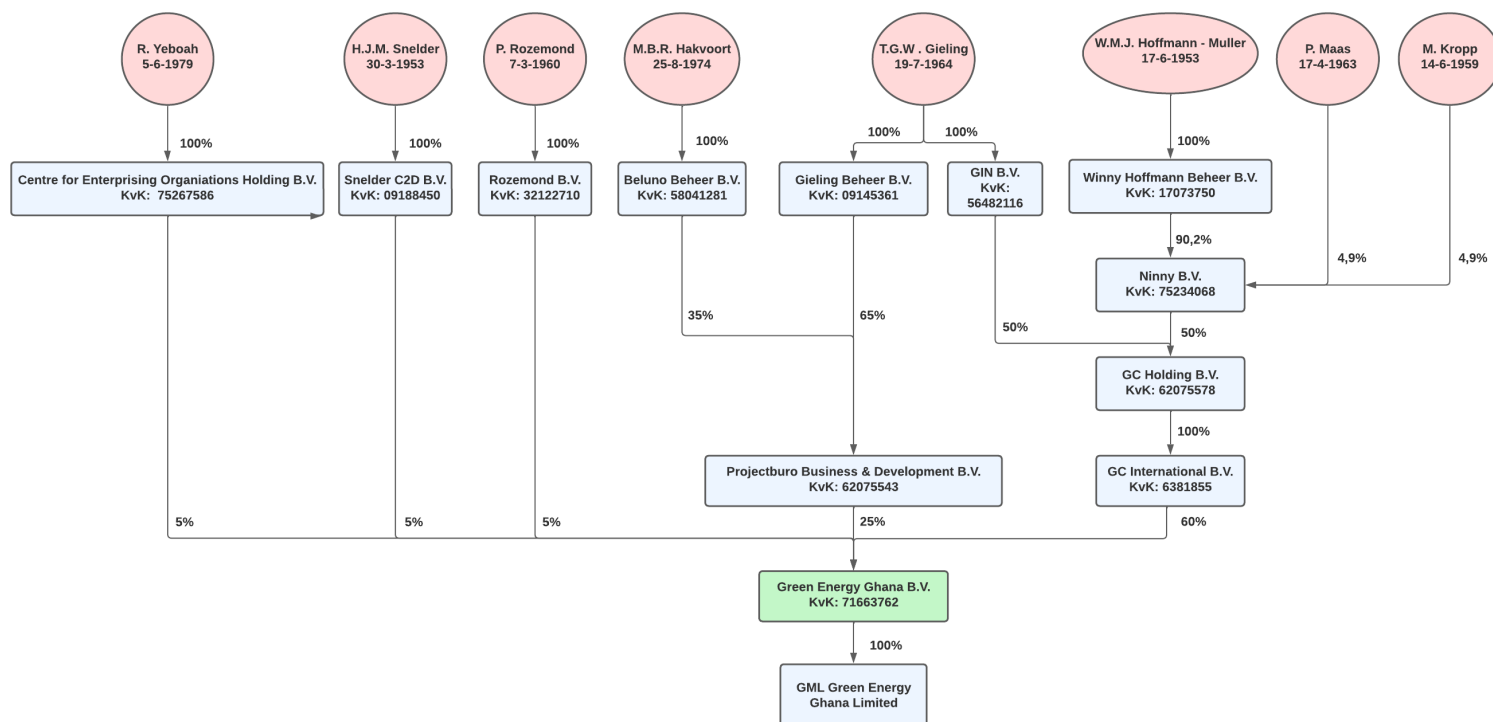 R. Yeboah
5-6-1979
H.J.M. Snelder
30-3-1953
P. Rozemond
7-3-1960
M.B.R. Hakvoort
25-8-1974
T.G.W . Gieling
19-7-1964
W.M.J. Hoffmann - Muller
17-6-1953
P. Maas
17-4-1963
M. Kropp
14-6-1959
100%
100%
100%
100%
100%
100%
100%
Centre for Enterprising Organiations Holding B.V.
KvK:  75267586
Snelder C2D B.V.
KvK: 09188450
Rozemond B.V.
KvK: 32122710
Beluno Beheer B.V.
KvK: 58041281
Gieling Beheer B.V.
KvK: 09145361
GIN B.V.
KvK:
56482116
Winny Hoffmann Beheer B.V.
KvK: 17073750
90,2%
4,9%
4,9%
Ninny B.V.
KvK: 75234068
35%
65%
50%
50%
GC Holding B.V.
KvK: 62075578
100%
Projectburo Business & Development B.V.
KvK: 62075543
GC International B.V.
KvK: 6381855
5%
5%
5%
25%
60%
Green Energy Ghana B.V.
KvK: 71663762
100%
GML Green Energy
Ghana Limited